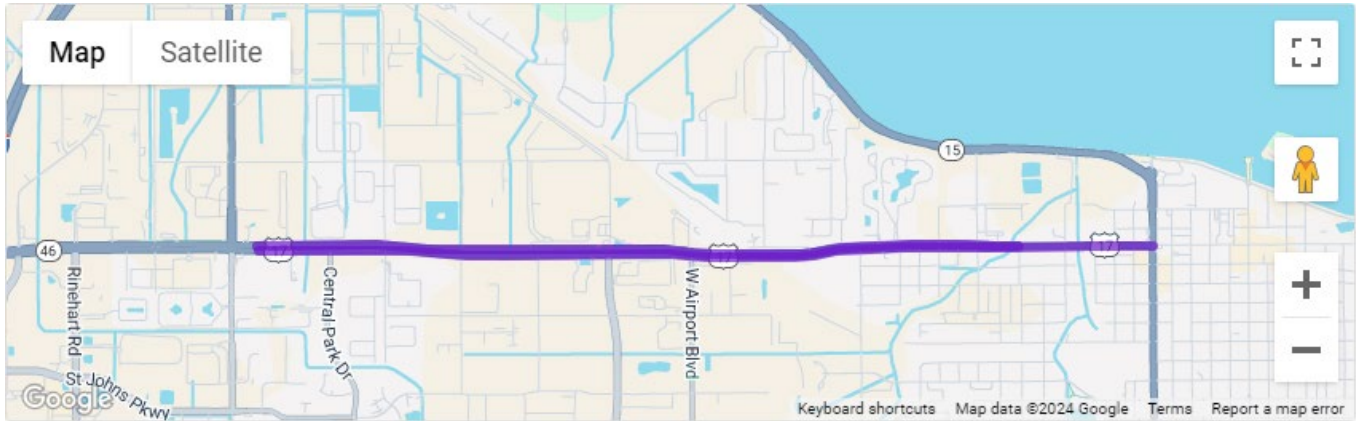 Map Satellite
15
46
17
17
17
Rinehart Rd
Central Park Dr
W Airport Blvd
St Johns Pkwy
Google
Keyboard shortcuts Map data ©2024 Google Terms Report a map error